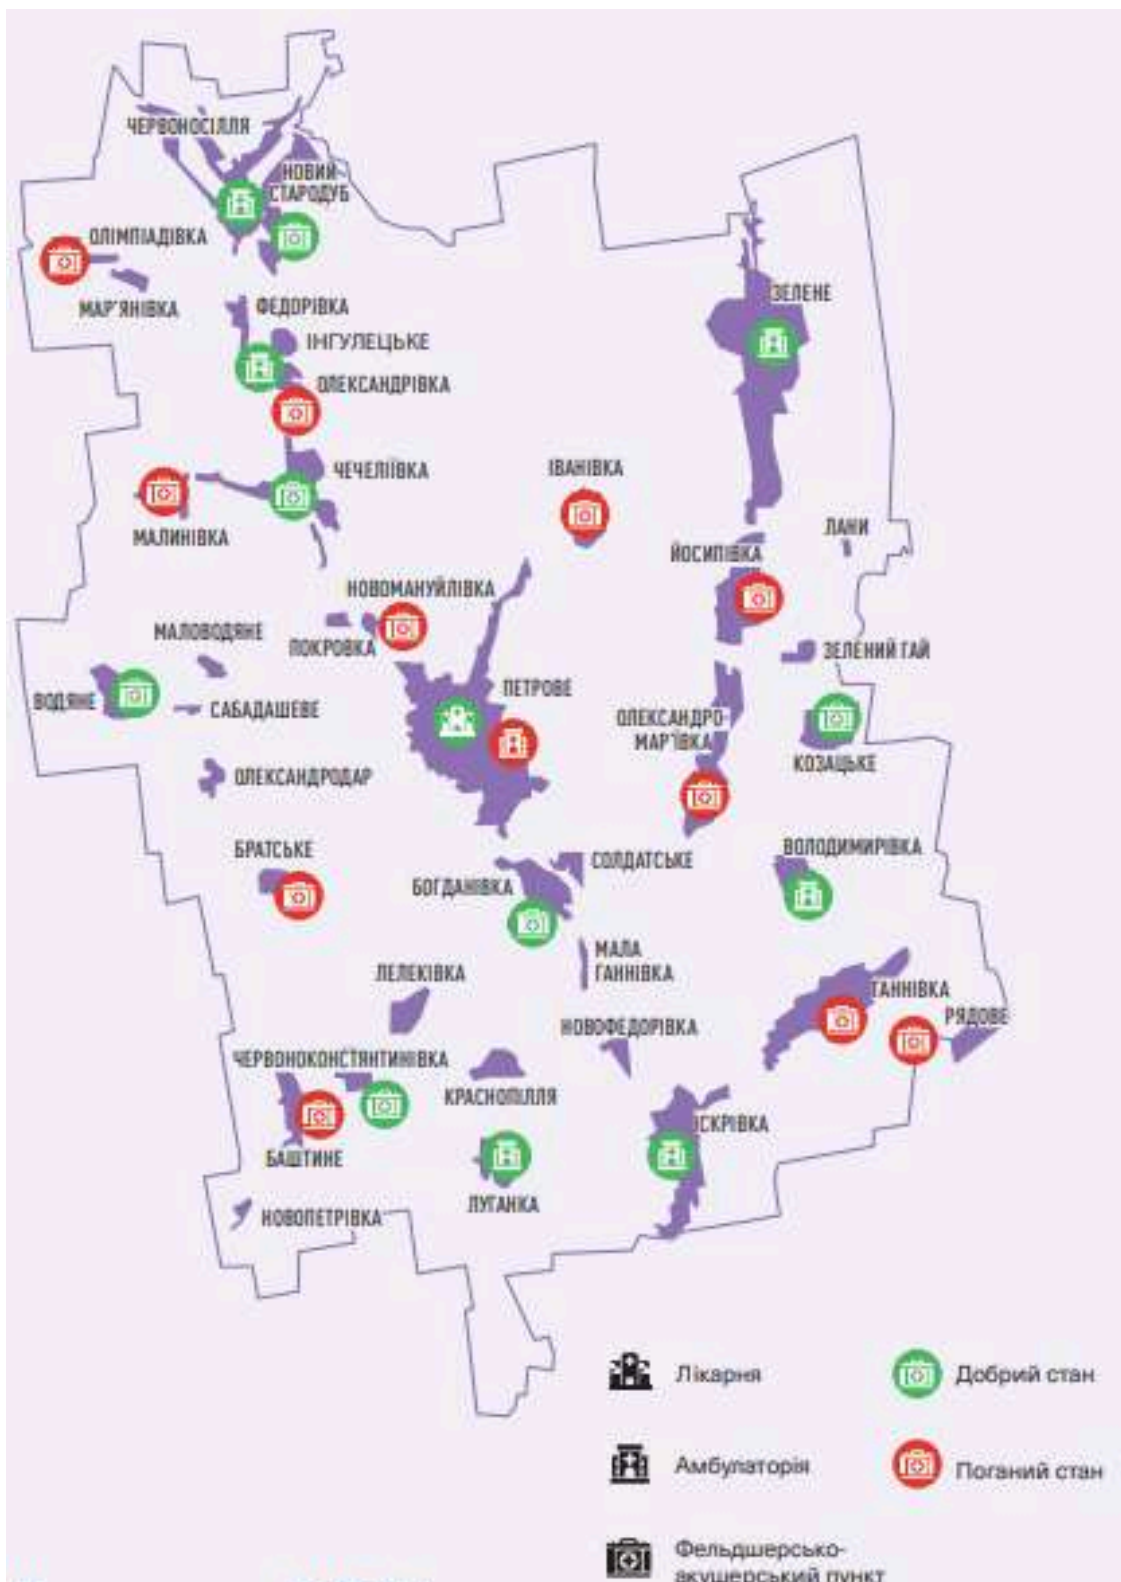 ЧЕРВОНОСІЛЛЯ
НОВИЙ
СТАРОДУБ
ОЛІМПІАДІВКА
МАР'ЯНІВКА
ФЕДОРІВКА
ЗЕЛЕНЕ
ІНГУЛЕЦЬКЕ
ОЛЕКСАНДРІВКА
ЧЕЧЕЛІЇВКА
ІВАНІВКА
МАЛИНІВКА
ЛАНИ
ЙОСИПІВКА
НОВОМАНУЙЛІВКА
МАЛОВОДЯНЕ
ПОКРОВКА
ЗЕЛЕНИЙ ГАЙ
ВОДЯНЕ
САБАДАШЕВЕ
ПЕТРОВЕ
ОЛЕКСАНДРО-
МАР'ЇВКА
КОЗАЦЬКЕ
ОЛЕКСАНДРОДАР
БРАТСЬКЕ
СОЛДАТСЬКЕ
ВОЛОДИМИРІВКА
БОГДАНІВКА
МАЛА
ГАННІВКА
ЛЕЛЕКІВКА
ГАННІВКА
РЯДОВЕ
НОВОФЕДОРІВКА
ЧЕРВОНОКОНСТЯНТИНІВКА
КРАСНОПІЛЛЯ
ІСКРІВКА
БАШТИНЕ
ЛУГАНКА
НОВОПЕТРІВКА
Лікарня
Добрий стан
Амбулаторія
Поганий стан
Фельдшерсько-
акушерський пункт